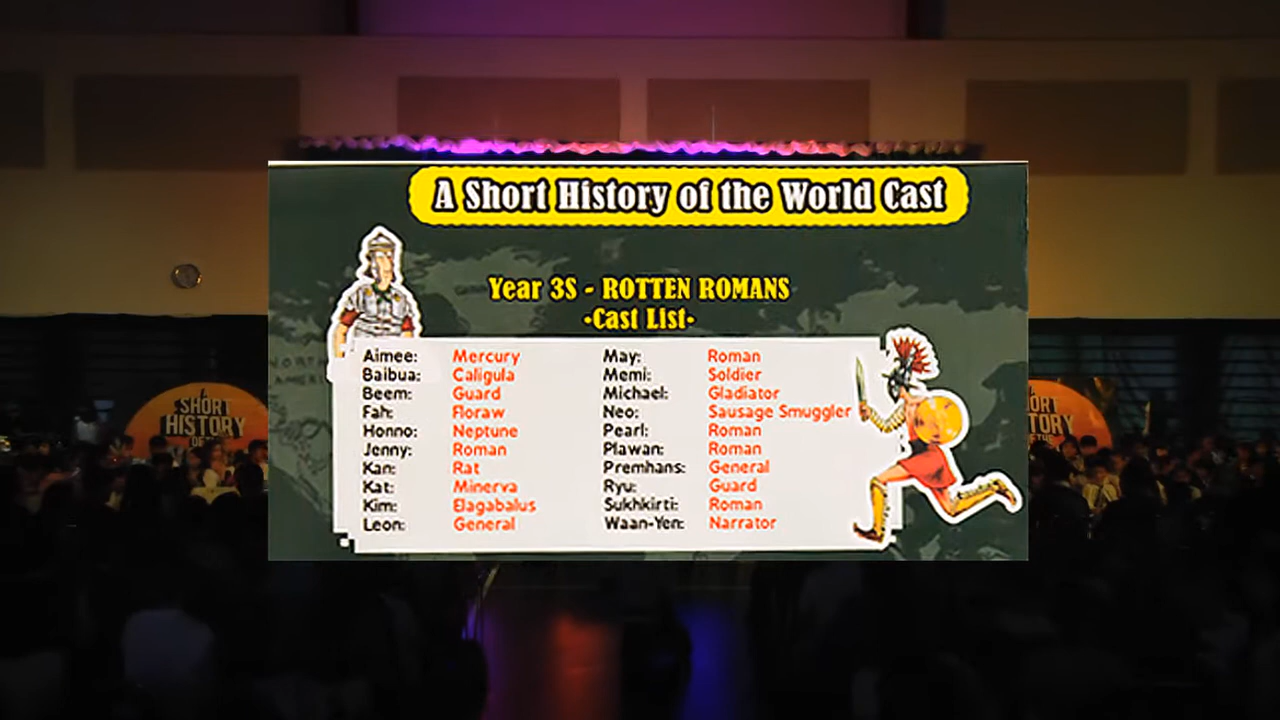 A Short History of the World Cast
Year 3S - ROTTEN ROMANS
·Cast List·
Aimee: Mercury
Baibua: Caligula
Beem: Guard
Fah: Floraw
Honno: Neptune
Jenny: Roman
Kan: Rat
Kat: Minerva
Kim: Elagabalus
Leon: General
May: Roman
Memi: Soldier
Michael: Gladiator
Neo: Sausage Smuggler
Pearl: Roman
Plawan: Roman
Premhans: General
Ryu: Guard
Sukhkirti: Roman
Waan-Yen: Narrator
A
SHORT
HISTORY
OF THE